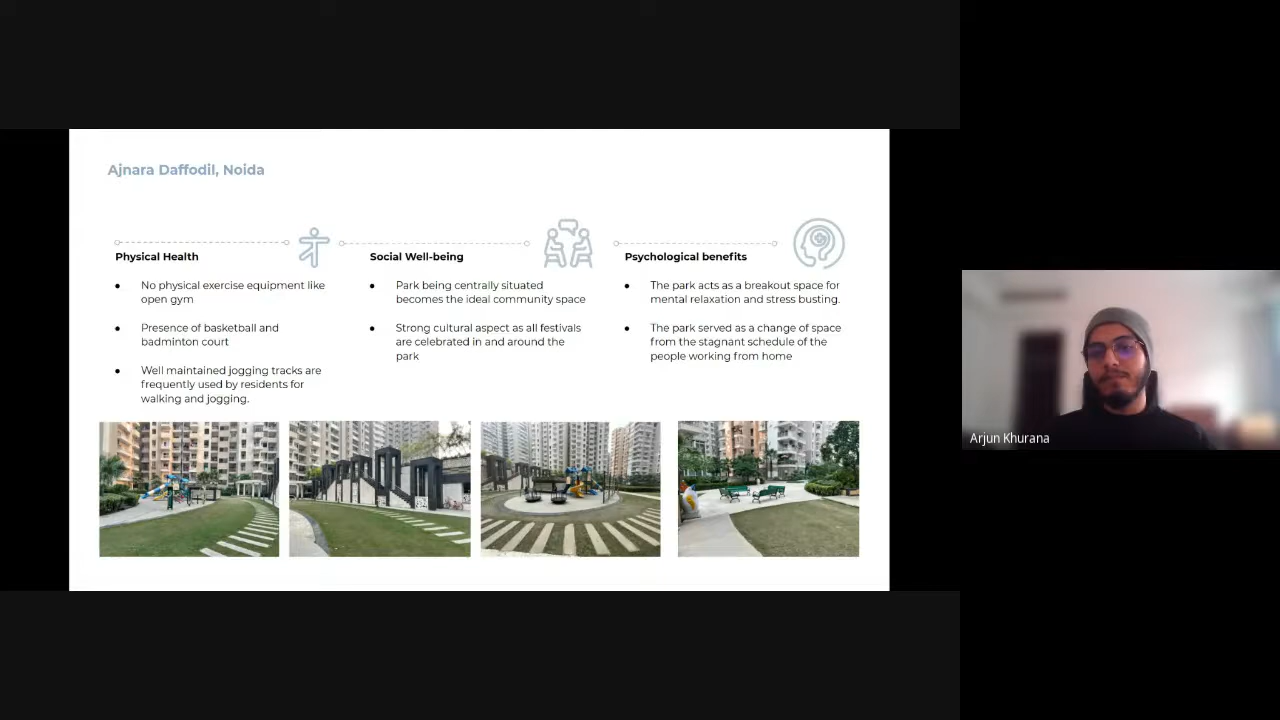 Ajnara Daffodil, Noida
Physical Health
● No physical exercise equipment like
open gym
● Presence of basketball and
badminton court
● Well maintained jogging tracks are
frequently used by residents for
walking and jogging.
Social Well-being
● Park being centrally situated
becomes the ideal community space
● Strong cultural aspect as all festivals
are celebrated in and around the
park
Psychological benefits
● The park acts as a breakout space for
mental relaxation and stress busting.
● The park served as a change of space
from the stagnant schedule of the
people working from home
Arjun Khurana